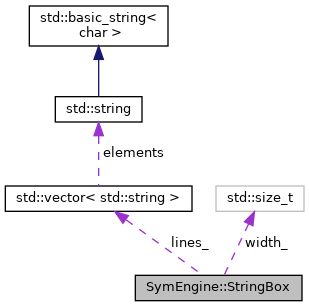 std::basic_string<
char >
std::string
elements
std::vector< std::string >
std::size_t
lines_
width_
SymEngine::StringBox